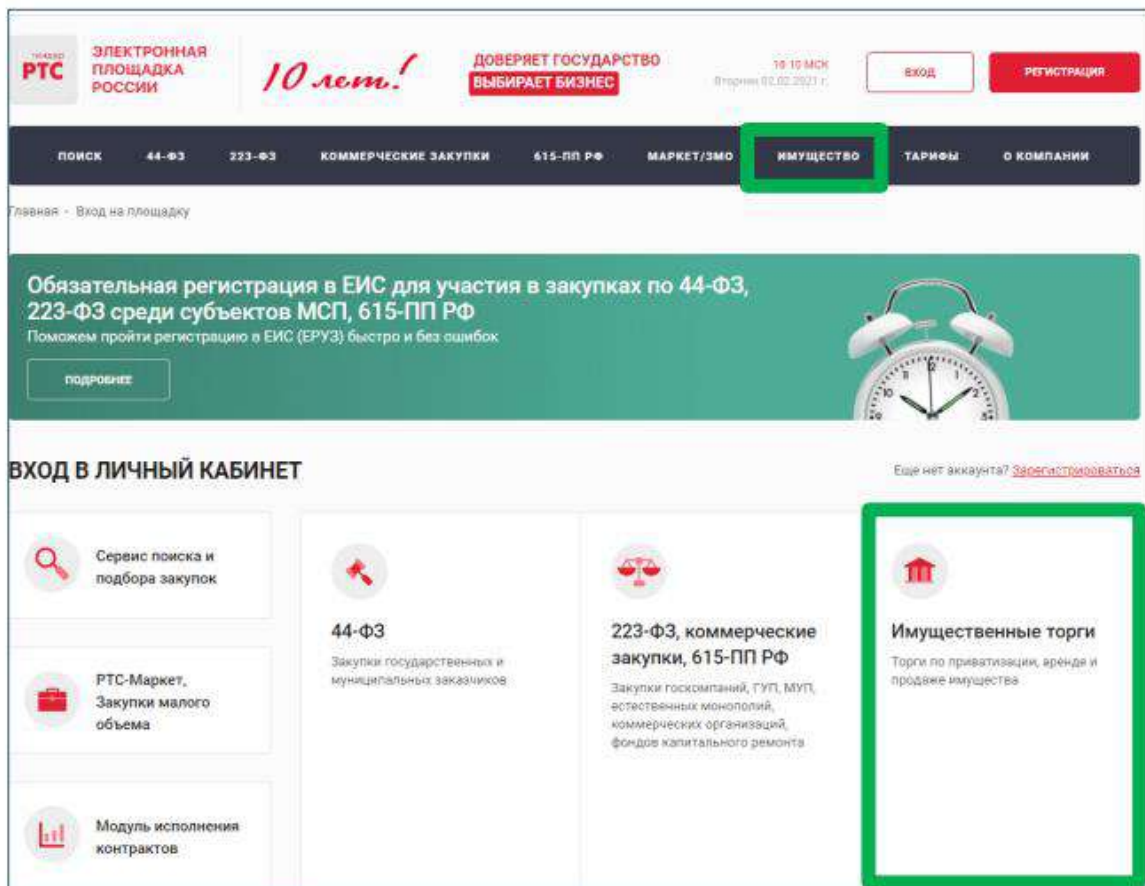 РТС
ЭЛЕКТРОННАЯ
ПЛОЩАДКА
РОССИИ
10 лет!
ДОВЕРЯЕТ ГОСУДАРСТВО
ВЫБИРАЕТ БИЗНЕС
МСК
Вторник 02.02.2021 г.
ВХОД
РЕГИСТРАЦИЯ
ПОИСК 44-ФЗ 223-ФЗ КОММЕРЧЕСКИЕ ЗАКУПКИ 615-ПП РФ МАРКЕТ/ЗМО ИМУЩЕСТВО ТАРИФЫ О КОМПАНИИ
Главная - Вход на площадку
Обязательная регистрация в ЕИС для участия в закупках по 44-ФЗ,
223-ФЗ среди субъектов МСП, 615-ПП РФ
Поможем пройти регистрацию в ЕИС (ЕРУЗ) быстро и без ошибок
ПОДРОБНЕЕ
ВХОД В ЛИЧНЫЙ КАБИНЕТ
Еще нет аккаунта? Зарегистрироваться
Сервис поиска и
подбора закупок
РТС-Маркет,
Закупки малого
объема
Модуль исполнения
контрактов
44-ФЗ
Закупки государственных и
муниципальных заказчиков
223-ФЗ, коммерческие
закупки, 615-ПП РФ
Закупки госкомпаний, ГУП, МУП,
естественных монополий,
коммерческих организаций,
фондов капитального ремонта
Имущественные торги
Торги по приватизации, аренде и
продаже имущества